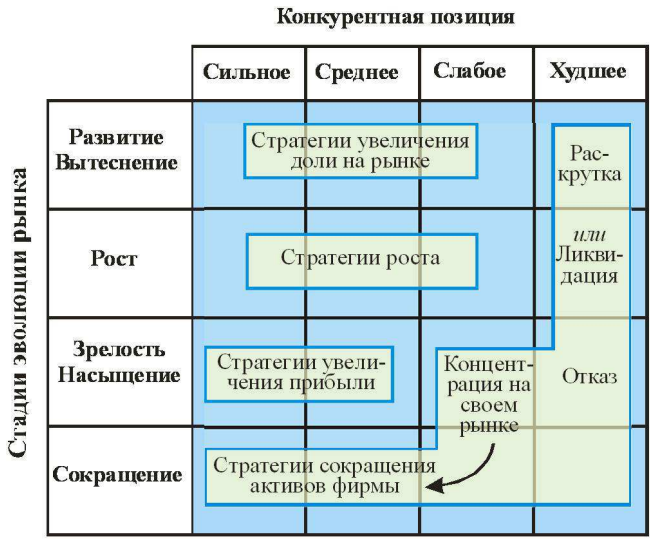 Конкурентная позиция
Сильное Среднее Слабое Худшее
Стадии эволюции рынка
Развитие
Вытеснение
Стратегии увеличения
доли на рынке
Рас-
крутка
или
Ликви-
дация
Рост
Стратегии роста
Зрелость
Насыщение
Стратегии увели-
чения прибыли
Концент-
рация на
своем
рынке
Отказ
Сокращение
Стратегии сокращения
активов фирмы